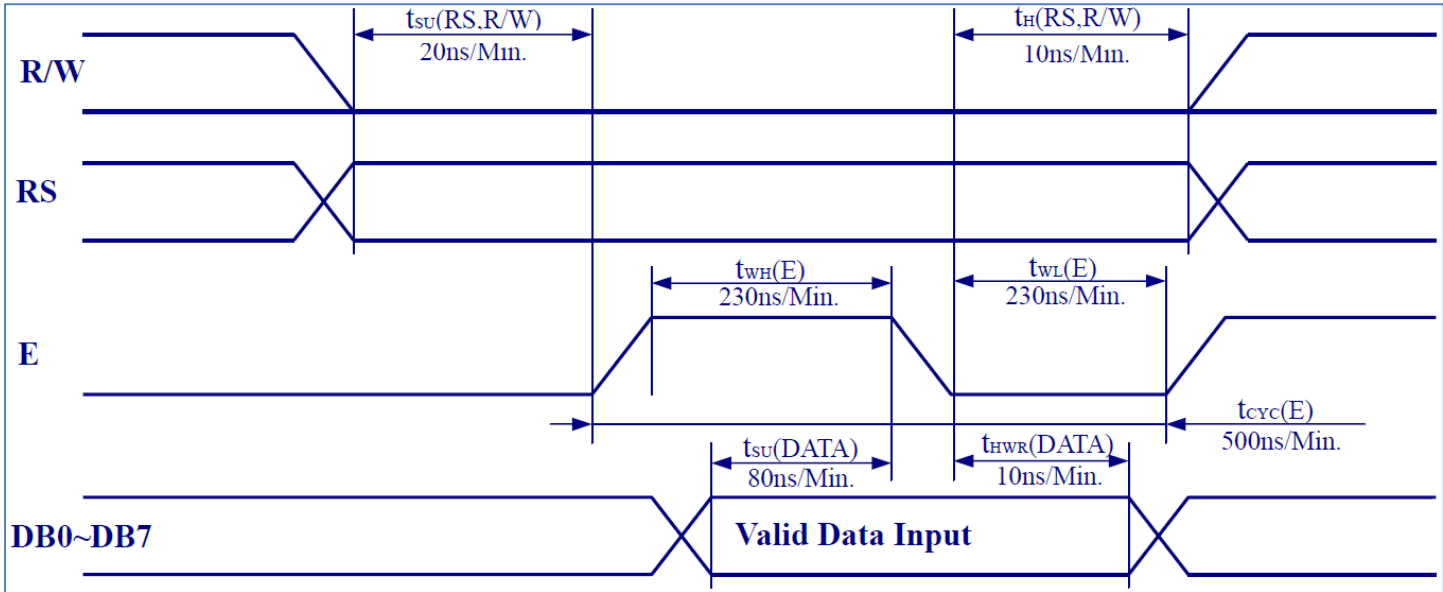 tSU(RS,R/W)
20ns/Min.
tH(RS,R/W)
10ns/Min.
R/W
RS
tWH(E)
230ns/Min.
tWL(E)
230ns/Min.
E
tCYC(E)
500ns/Min.
tSU(DATA)
80ns/Min.
tHWR(DATA)
10ns/Min.
DB0~DB7
Valid Data Input